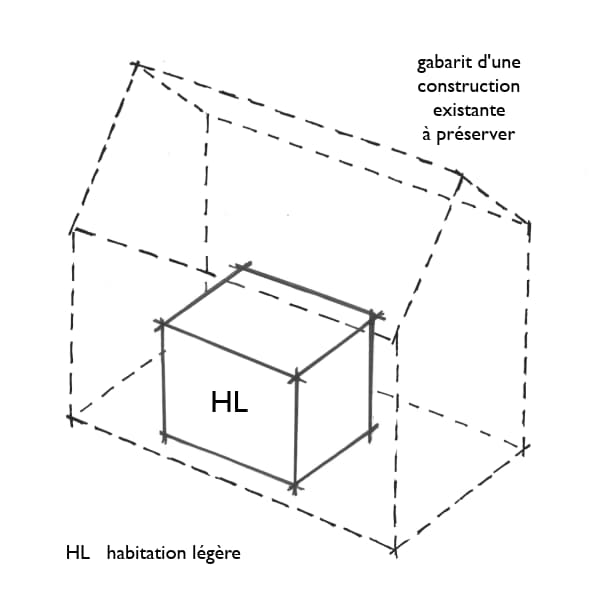 gabarit d'une
construction
existante
à préserver
HL
HL habitation légère